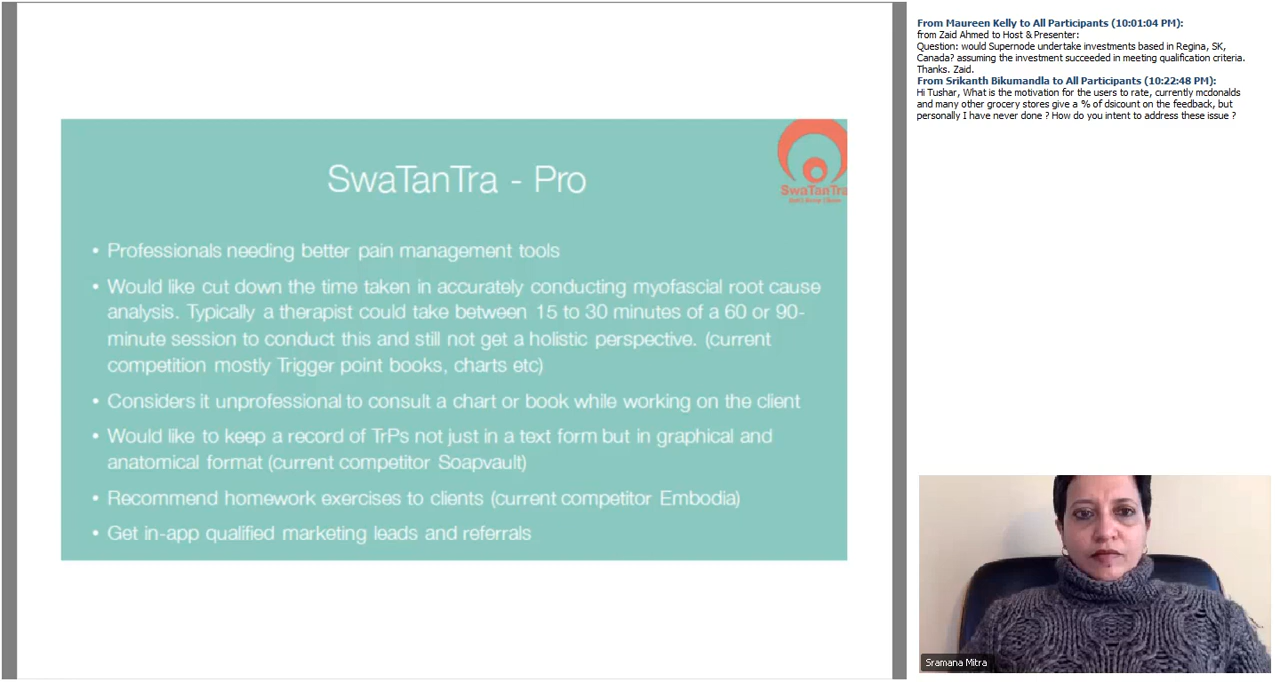 SwaTanTra - Pro
SwaTanTra
• Professionals needing better pain management tools
• Would like cut down the time taken in accurately conducting myofascial root cause
analysis. Typically a therapist could take between 15 to 30 minutes of a 60 or 90-
minute session to conduct this and still not get a holistic perspective. (current
competition mostly Trigger point books, charts etc)
• Considers it unprofessional to consult a chart or book while working on the client
• Would like to keep a record of TrPs not just in a text form but in graphical and
anatomical format (current competitor Soapvault)
• Recommend homework exercises to clients (current competitor Embodia)
• Get in-app qualified marketing leads and referrals
From Maureen Kelly to All Participants (10:01:04 PM):
from Zaid Ahmed to Host & Presenter:
Question: would Supernode undertake investments based in Regina, SK,
Canada? assuming the investment succeeded in meeting qualification criteria.
Thanks. Zaid.
From Srikanth Bikumandla to All Participants (10:22:48 PM):
Hi Tushar, What is the motivation for the users to rate, currently mcdonalds
and many other grocery stores give a % of dsicount on the feedback, but
personally I have never done ? How do you intent to address these issue ?
Sramana Mitra